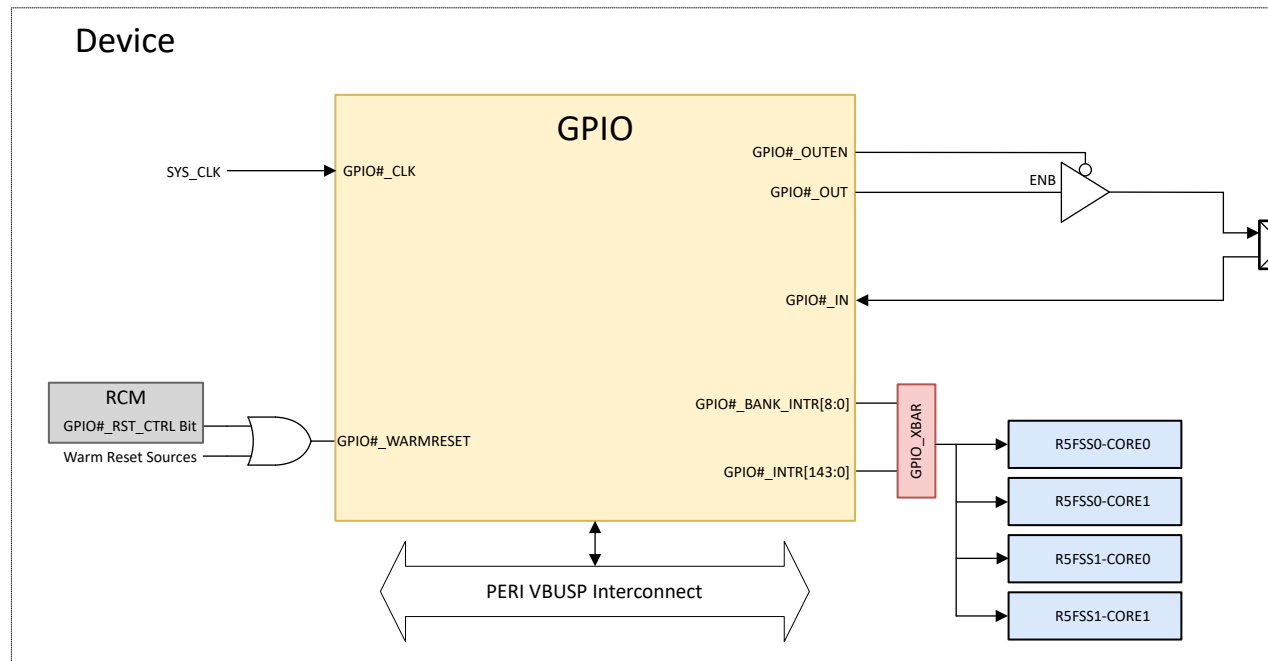 Device
GPIO
SYS_CLK
GPIO#_CLK
GPIO#_OUTEN
GPIO#_OUT
ENB
GPIO#_IN
RCM
GPIO#_RST_CTRL Bit
Warm Reset Sources
GPIO#_WARMRESET
GPIO#_BANK_INTR[8:0]
GPIO#_INTR[143:0]
GPIO_XBAR
R5FSS0-CORE0
R5FSS0-CORE1
R5FSS1-CORE0
R5FSS1-CORE1
PERI VBUSP Interconnect